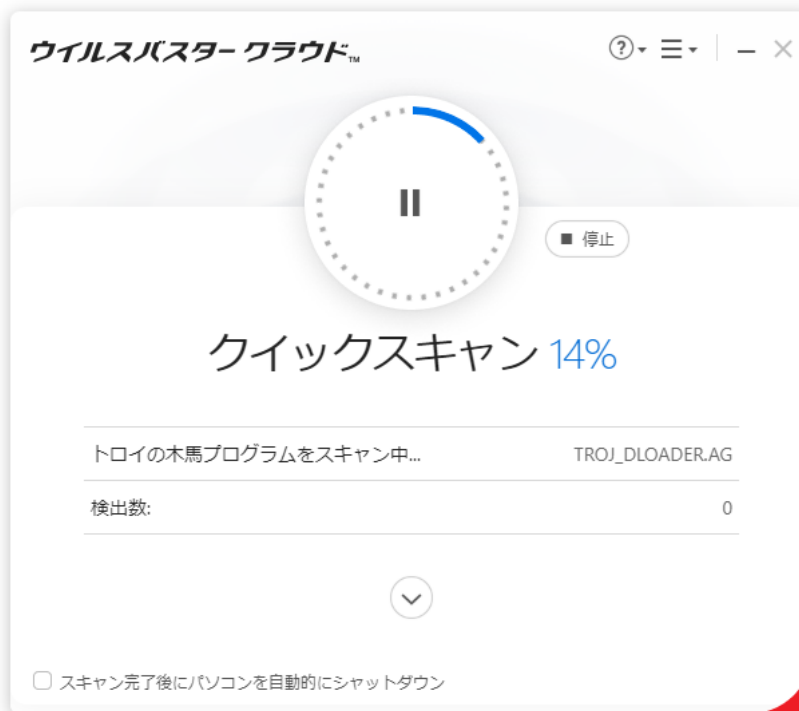 ウイルスバスター クラウド™
停止
クイックスキャン 14%
トロイの木馬プログラムをスキャン中... TROJ_DLOADER.AG
検出数: 0
スキャン完了後にパソコンを自動的にシャットダウン